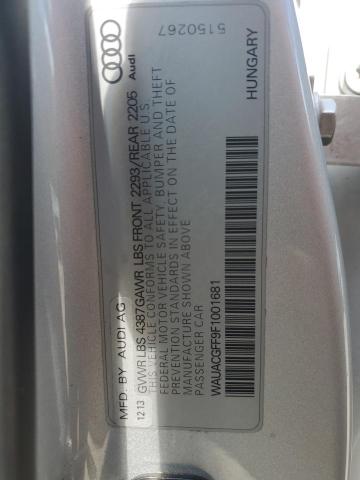 5150267
Audi
HUNGARY
MFD. BY AUDI AG
1213 GVWR LBS 4387GAWR LBS FRONT 2293/REAR 2205
THIS VEHICLE CONFORMS TO ALL APPLICABLE U.S.
FEDERAL MOTOR VEHICLE SAFETY, BUMPER AND THEFT
PREVENTION STANDARDS IN EFFECT ON THE DATE OF
MANUFACTURE SHOWN ABOVE
PASSENGER CAR
WAUACGFF9F1001681